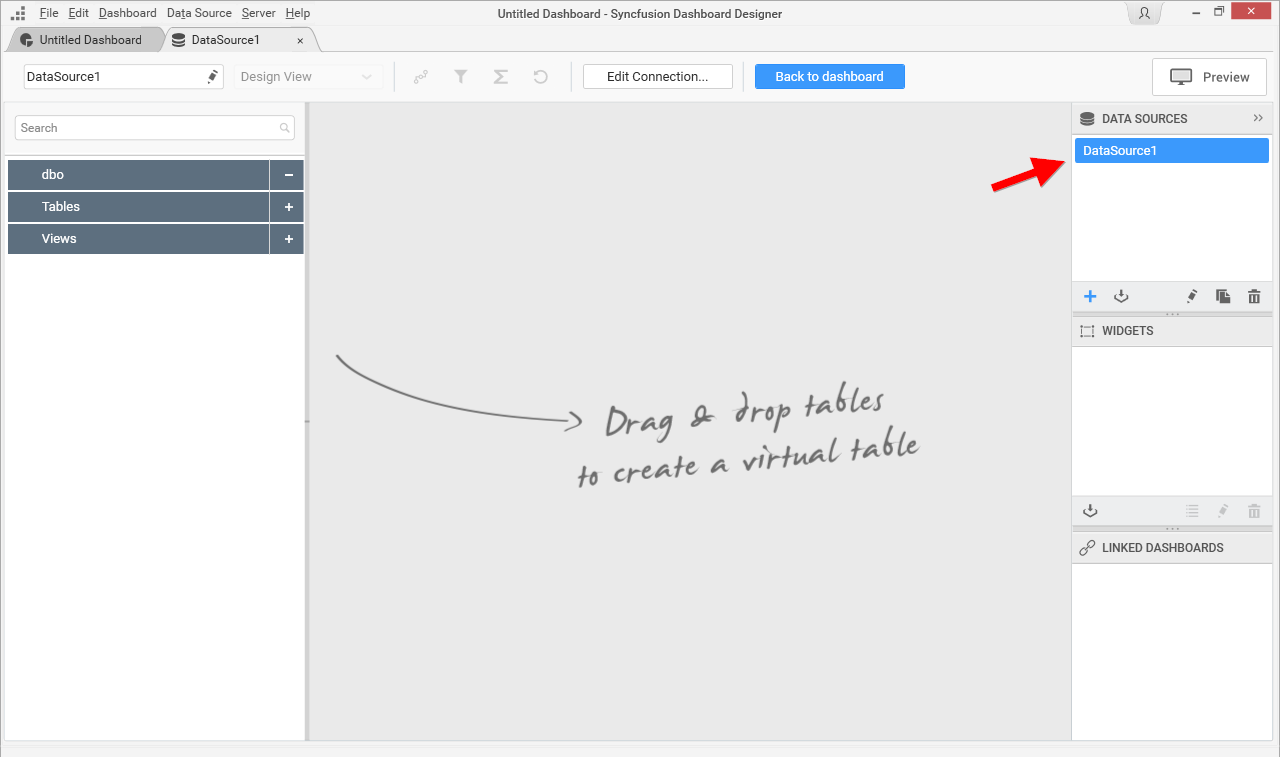 File Edit Dashboard Data Source Server Help
Untitled Dashboard - Syncfusion Dashboard Designer
Untitled Dashboard
DataSource1
DataSource1
Design View
Edit Connection...
Back to dashboard
Preview
Search
dbo
Tables
Views
Drag & drop tables
to create a virtual table
DATA SOURCES
DataSource1
WIDGETS
LINKED DASHBOARDS